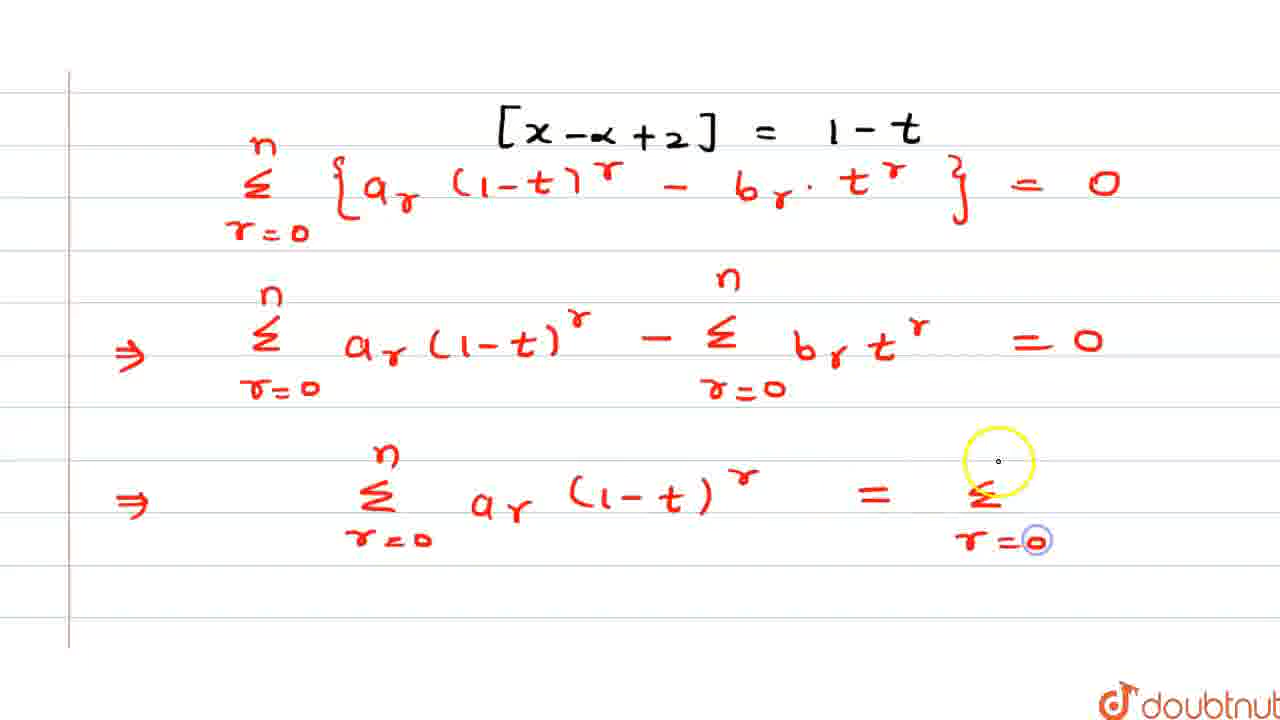 [x - α + 2] = 1 - t
n
Σ {a_r (1-t)^r - b_r . t^r} = 0
r = 0
n n
⇒ Σ a_r (1-t)^r - Σ b_r t^r = 0
r = 0 r = 0
n
⇒ Σ a_r (1-t)^r = Σ
r = 0 r = 0
doubtnut